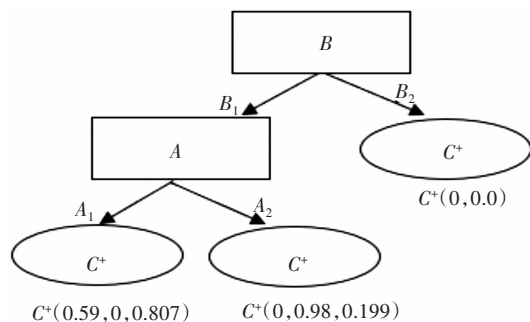 B
B₁
B₂
A
C⁺
C⁺(0,0.0)
A₁
A₂
C⁺
C⁺
C⁺(0.59,0,0.807)
C⁺(0,0.98,0.199)